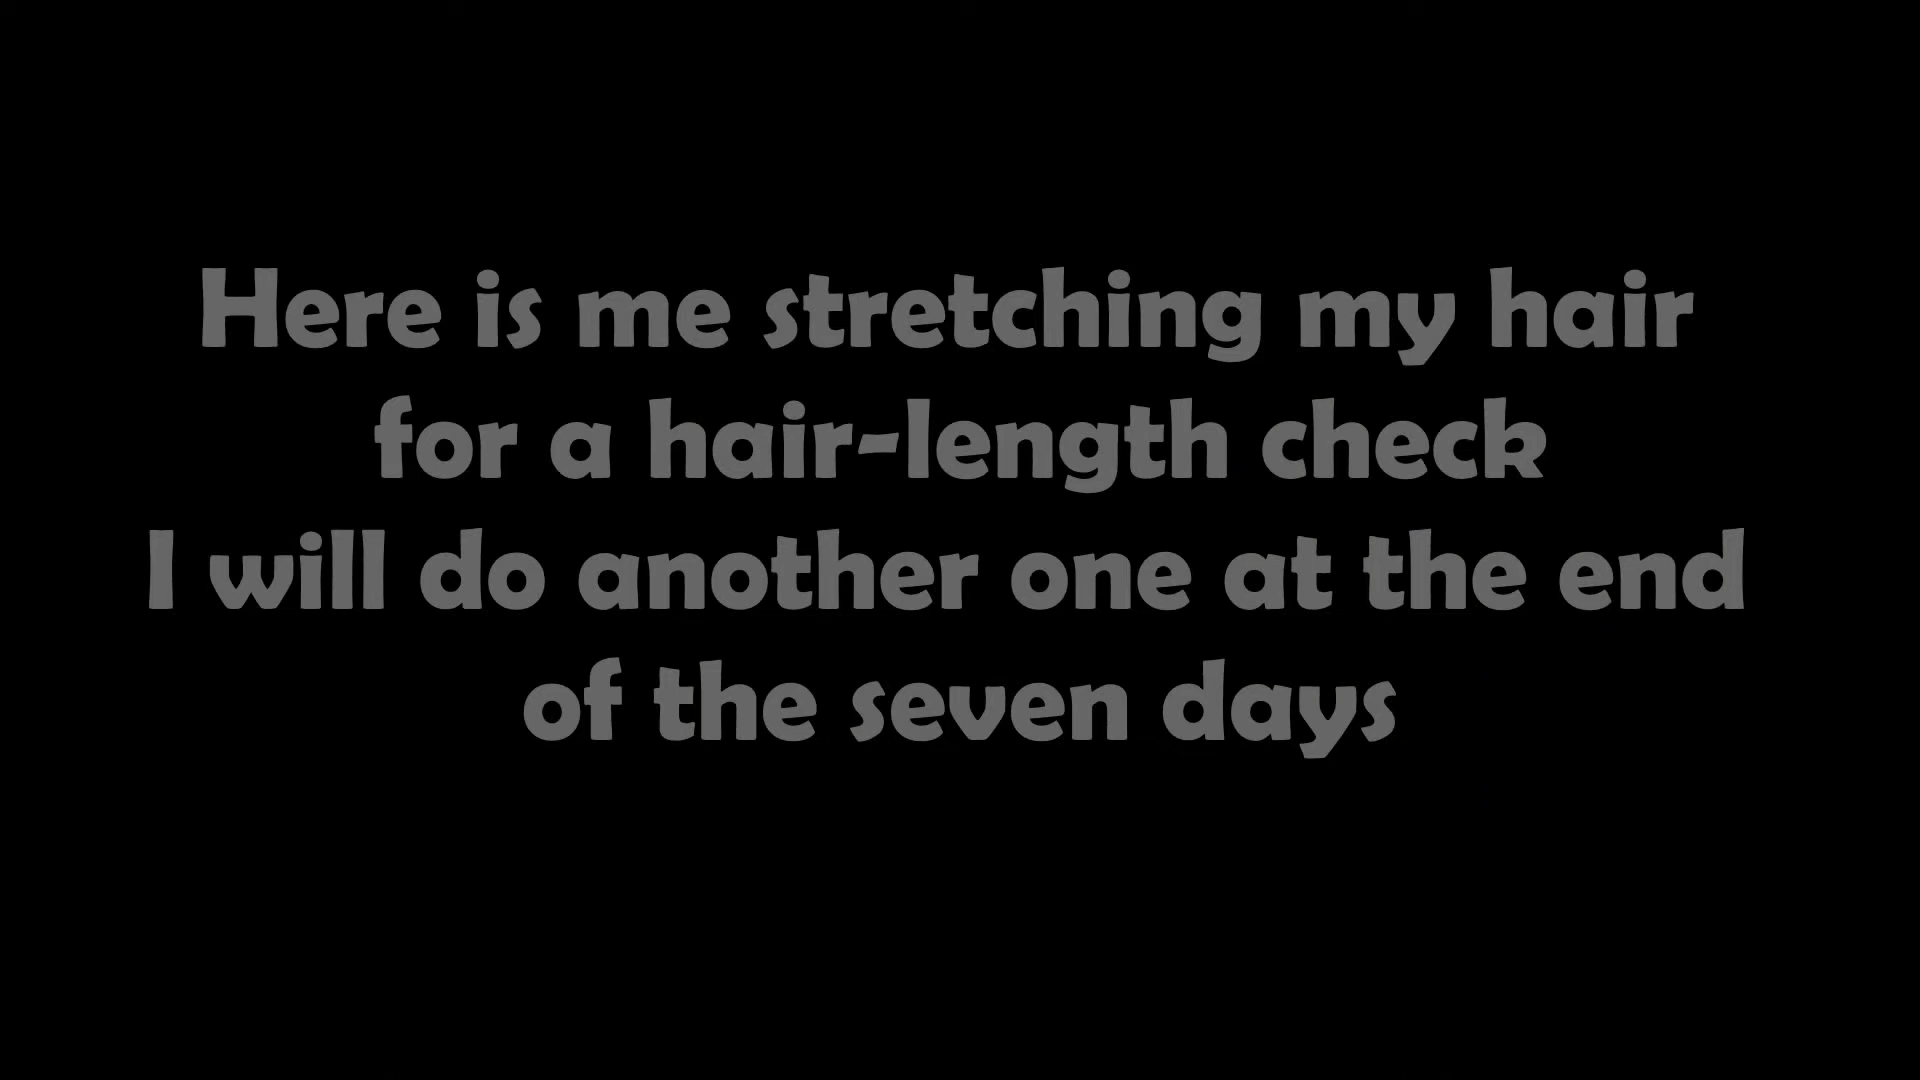 Here is me stretching my hair
for a hair-length check
I will do another one at the end
of the seven days